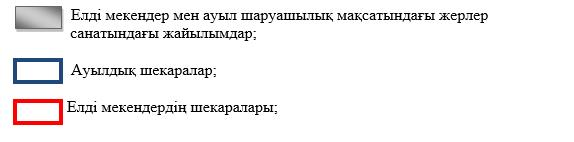 Елді мекендер мен ауыл шаруашылық мақсатындағы жерлер
санатындағы жайылымдар;
Ауылдық шекаралар;
Елді мекендердің шекаралары;